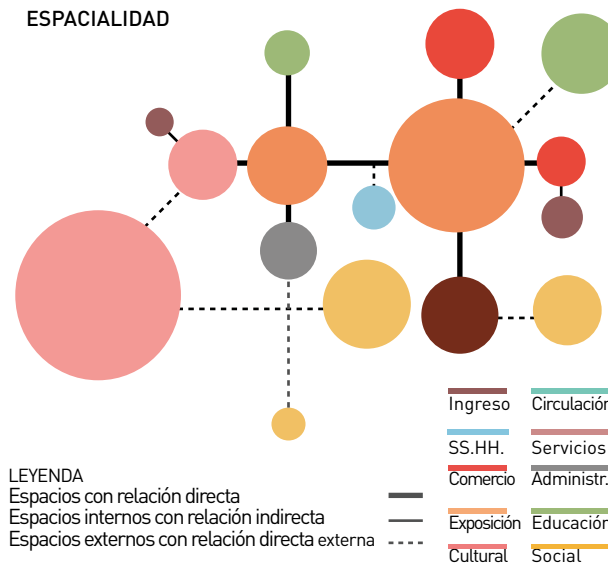 ESPACIALIDAD
Ingreso Circulación
SS.HH. Servicios
Comercio Administr.
Exposición Educación
Cultural Social
LEYENDA
Espacios con relación directa
Espacios internos con relación indirecta
Espacios externos con relación directa externa